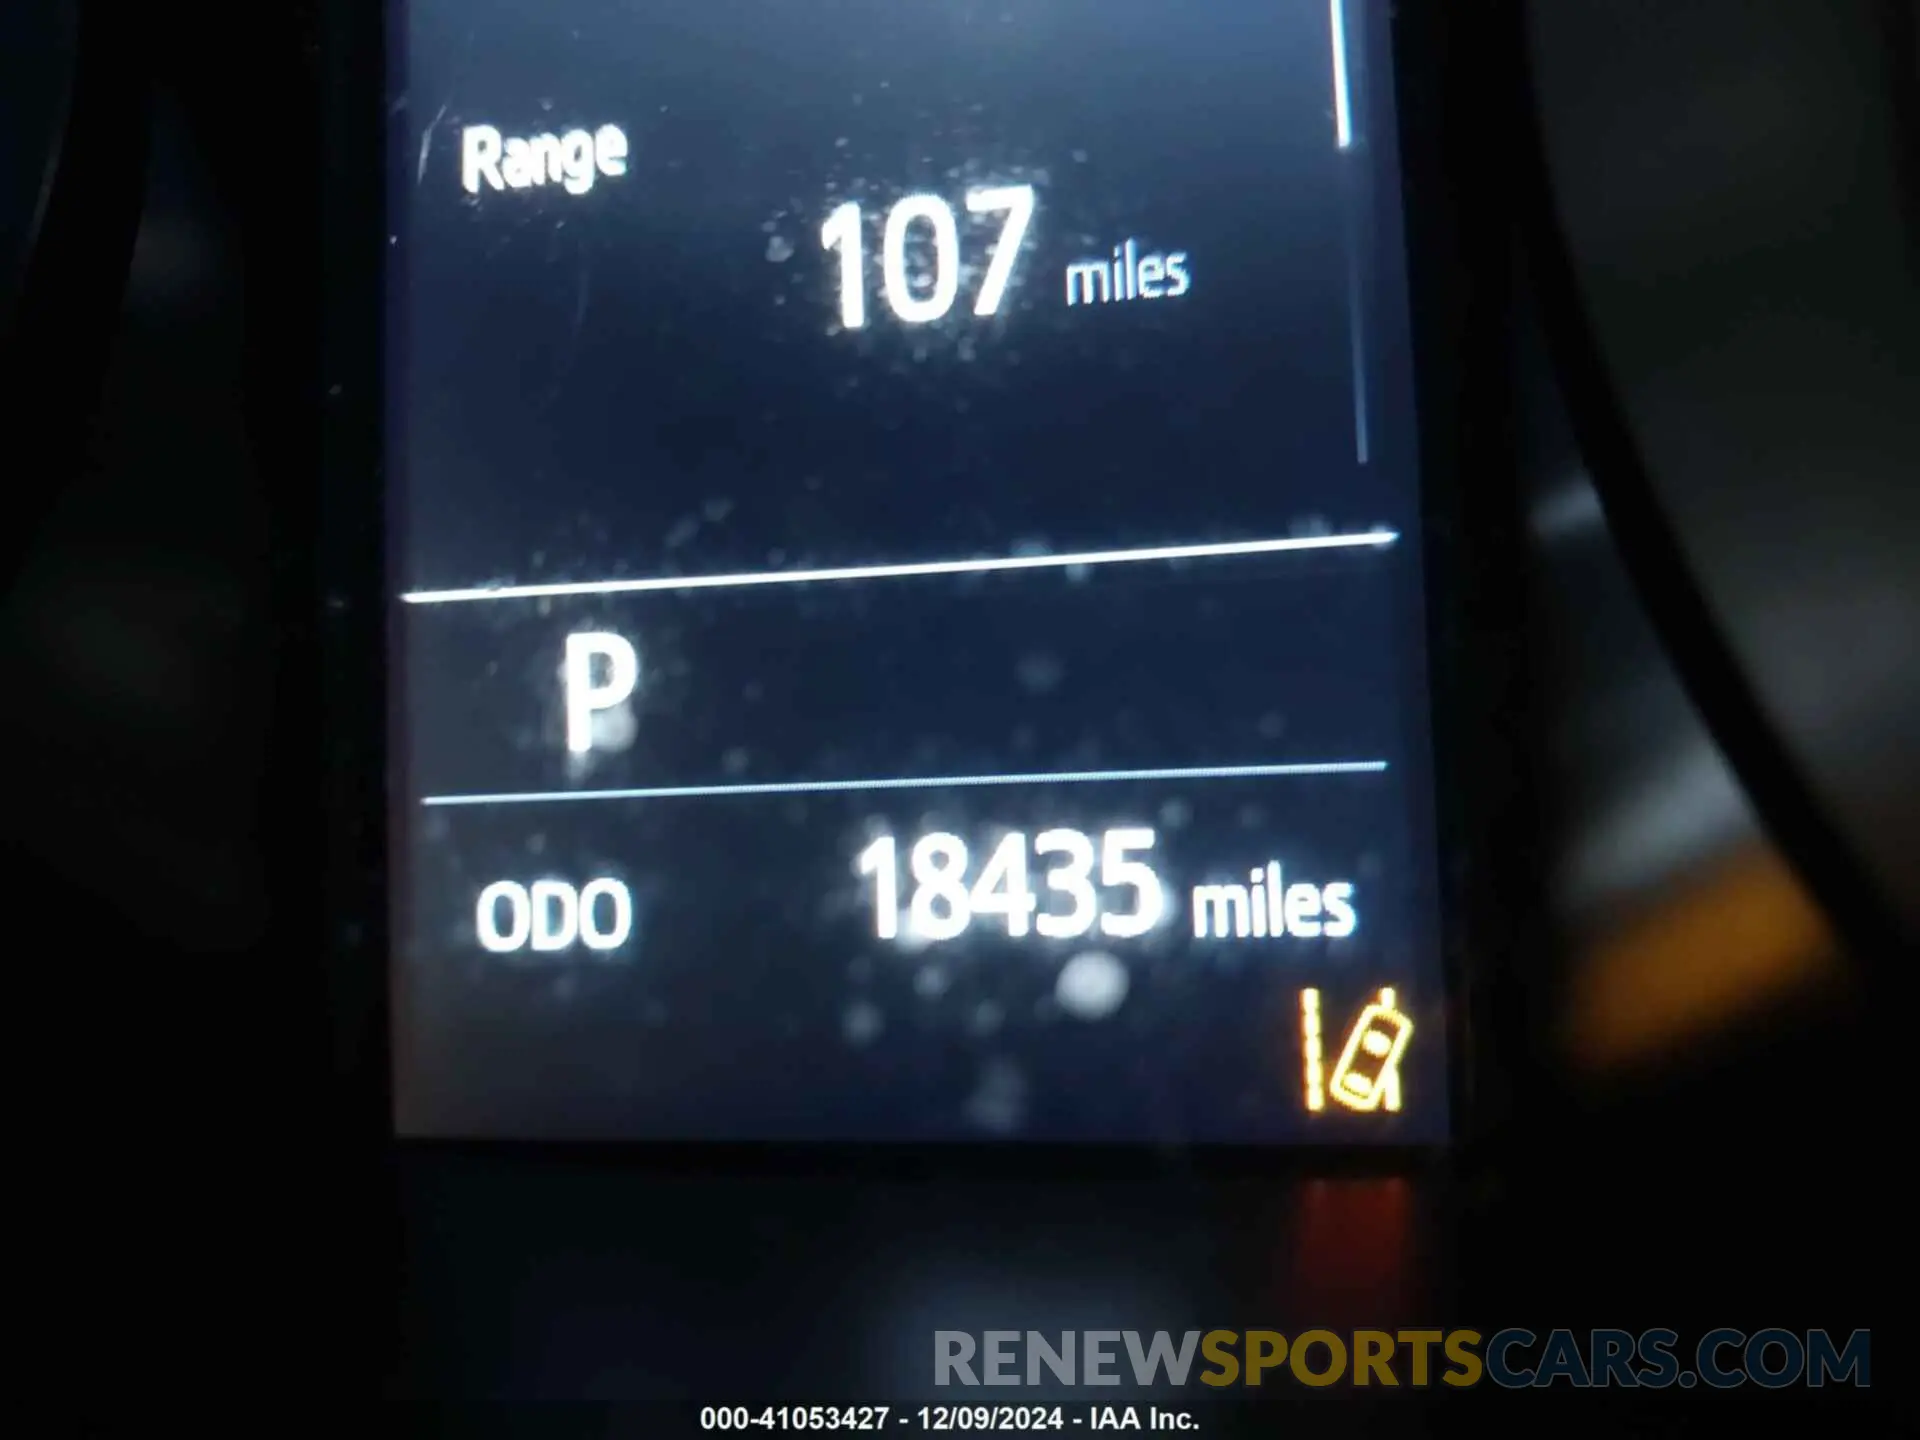 Range
107 miles
P
ODO 18435 miles
RENEWSPORTSCARS.COM
000-41053427 - 12/09/2024 - IAA Inc.